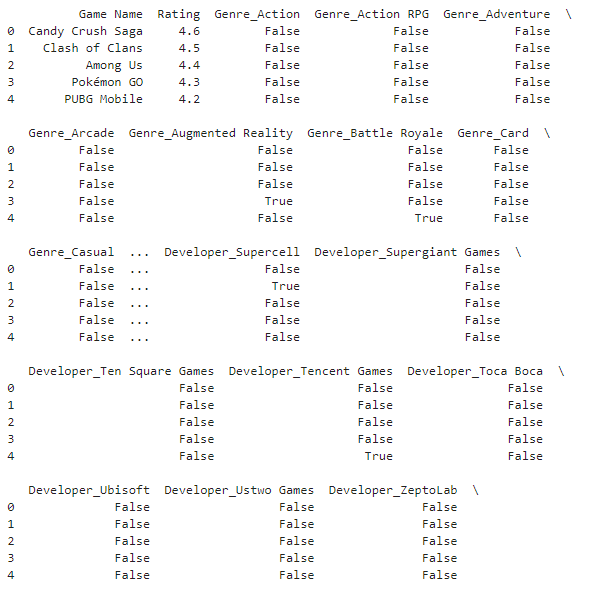 Game Name  Rating  Genre_Action  Genre_Action RPG  Genre_Adventure  \
0  Candy Crush Saga     4.6         False             False            False
1    Clash of Clans     4.5         False             False            False
2          Among Us     4.4         False             False            False
3        Pokémon GO     4.3         False             False            False
4       PUBG Mobile     4.2         False             False            False
Genre_Arcade  Genre_Augmented Reality  Genre_Battle Royale  Genre_Card  \
0         False                    False                False       False
1         False                    False                False       False
2         False                    False                False       False
3         False                     True                False       False
4         False                    False                 True       False
Genre_Casual  ...  Developer_Supercell  Developer_Supergiant Games  \
0         False  ...                False                       False
1         False  ...                 True                       False
2         False  ...                False                       False
3         False  ...                False                       False
4         False  ...                False                       False
Developer_Ten Square Games  Developer_Tencent Games  Developer_Toca Boca  \
0                       False                    False                False
1                       False                    False                False
2                       False                    False                False
3                       False                    False                False
4                       False                     True                False
Developer_Ubisoft  Developer_Ustwo Games  Developer_ZeptoLab  \
0              False                  False               False
1              False                  False               False
2              False                  False               False
3              False                  False               False
4              False                  False               False